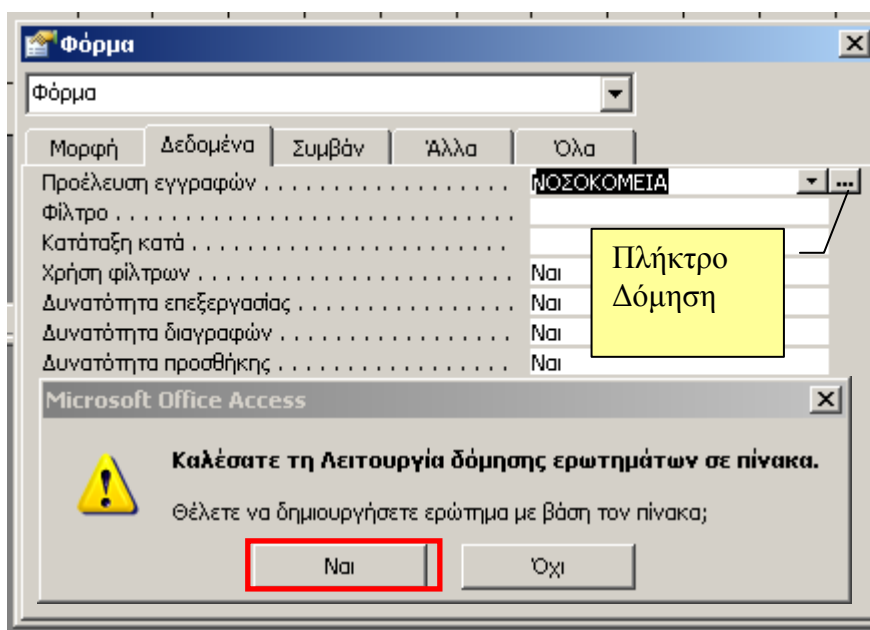 Φόρμα
Φόρμα
Μορφή Δεδομένα Συμβάν Άλλα Όλα
Προέλευση εγγραφών . . . . . . . . . . . . . . . . . . . ΝΟΣΟΚΟΜΕΙΑ ...
Φίλτρο . . . . . . . . . . . . . . . . . . . . . . . . . . . . . .
Κατάταξη κατά . . . . . . . . . . . . . . . . . . . . . . . .
Χρήση φίλτρων . . . . . . . . . . . . . . . . . . . . . . . . Ναι
Δυνατότητα επεξεργασίας . . . . . . . . . . . . . . . . Ναι
Δυνατότητα διαγραφών . . . . . . . . . . . . . . . . . . Ναι
Δυνατότητα προσθήκης . . . . . . . . . . . . . . . . . . Ναι
Πλήκτρο
Δόμηση
Microsoft Office Access
Καλέσατε τη Λειτουργία δόμησης ερωτημάτων σε πίνακα.
Θέλετε να δημιουργήσετε ερώτημα με βάση τον πίνακα;
Ναι Όχι